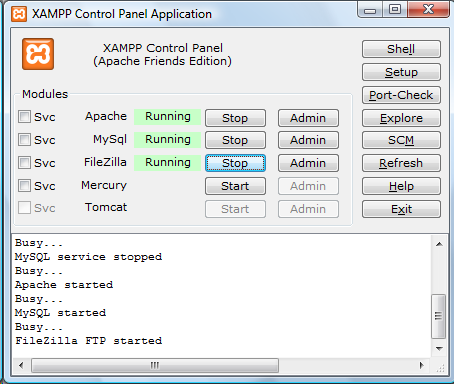 XAMPP Control Panel Application
XAMPP Control Panel
(Apache Friends Edition)
Modules
Svc Apache Running Stop Admin
Svc MySql Running Stop Admin
Svc FileZilla Running Stop Admin
Svc Mercury Start Admin
Svc Tomcat Start Admin
Shell
Setup
Port-Check
Explore
SCM
Refresh
Help
Exit
Busy...
MySQL service stopped
Busy...
Apache started
Busy...
MySQL started
Busy...
FileZilla FTP started